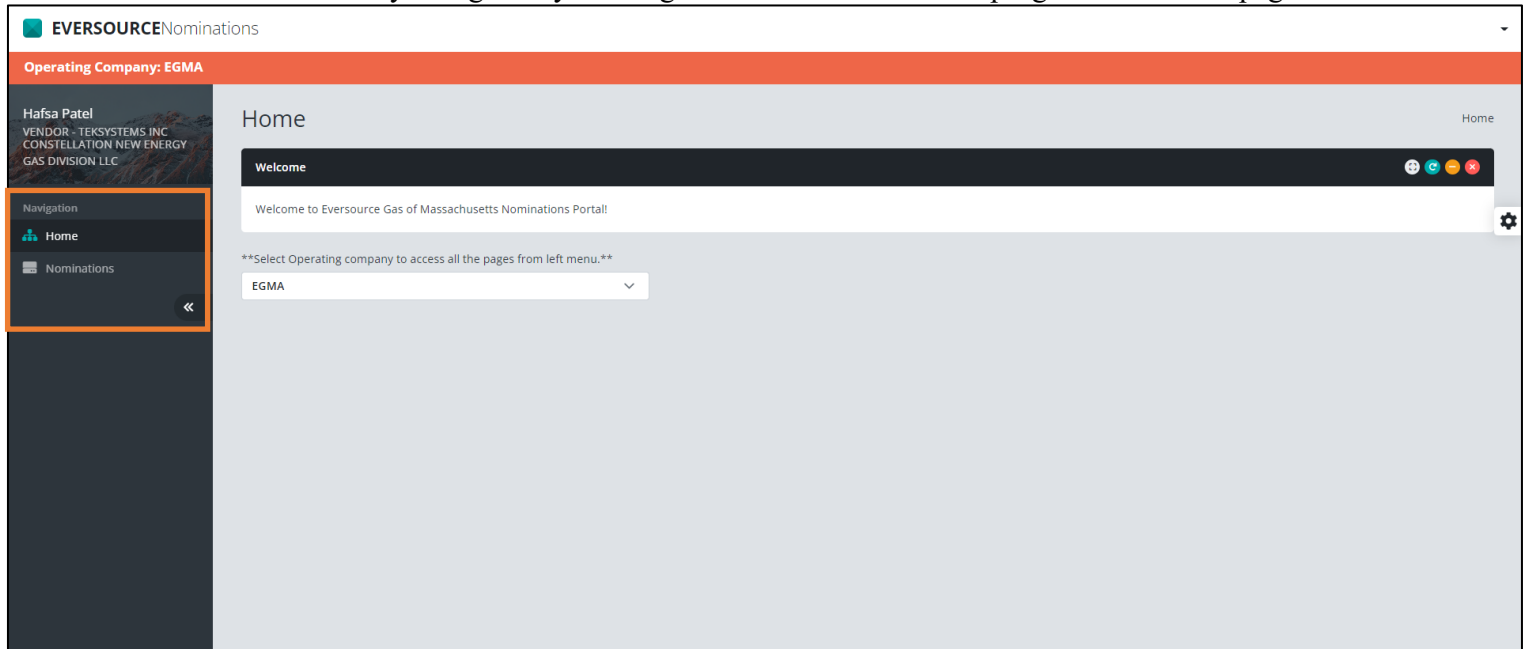 EVERSOURCENominations
Operating Company: EGMA
Hafsa Patel
VENDOR - TEKSYSTEMS INC
CONSTELLATION NEW ENERGY
GAS DIVISION LLC
Navigation
Home
Nominations
Home
Home
Welcome
Welcome to Eversource Gas of Massachusetts Nominations Portal!
**Select Operating company to access all the pages from left menu.**
EGMA